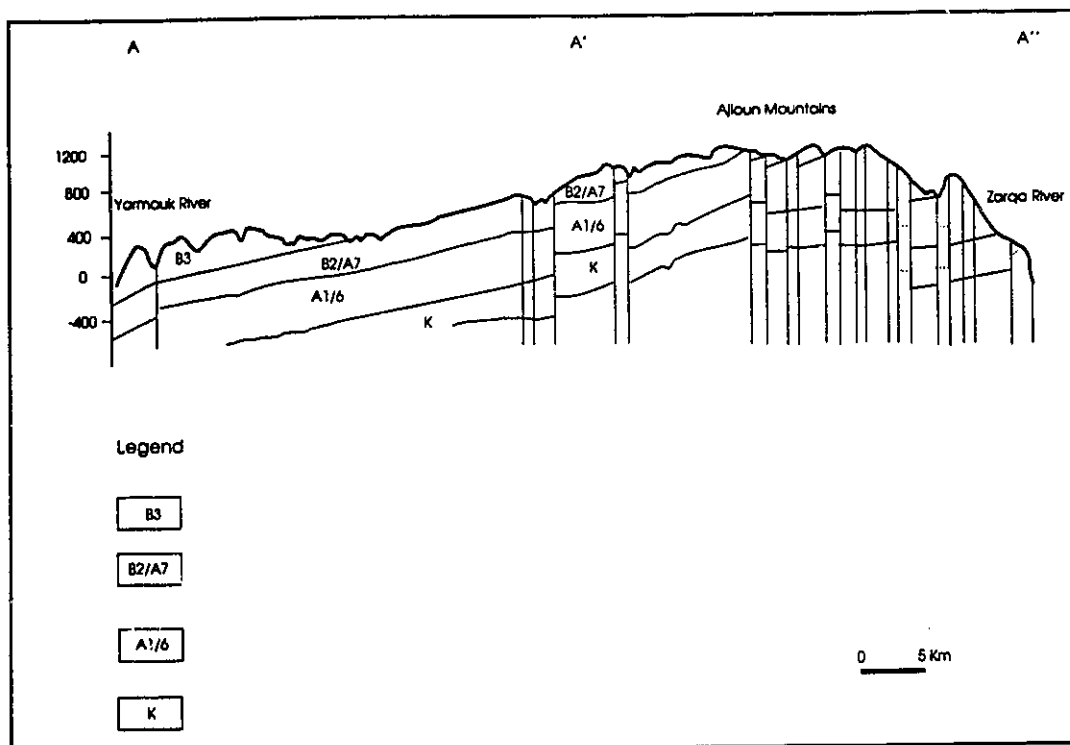 A A' A''
Ajloun Mountains
1200
800
400
0
-400
Yarmouk River
Zarqa River
B3
B2/A7
A1/6
K
B2/A7
A1/6
K
Legend
B3
B2/A7
A1/6
K
0 5 Km